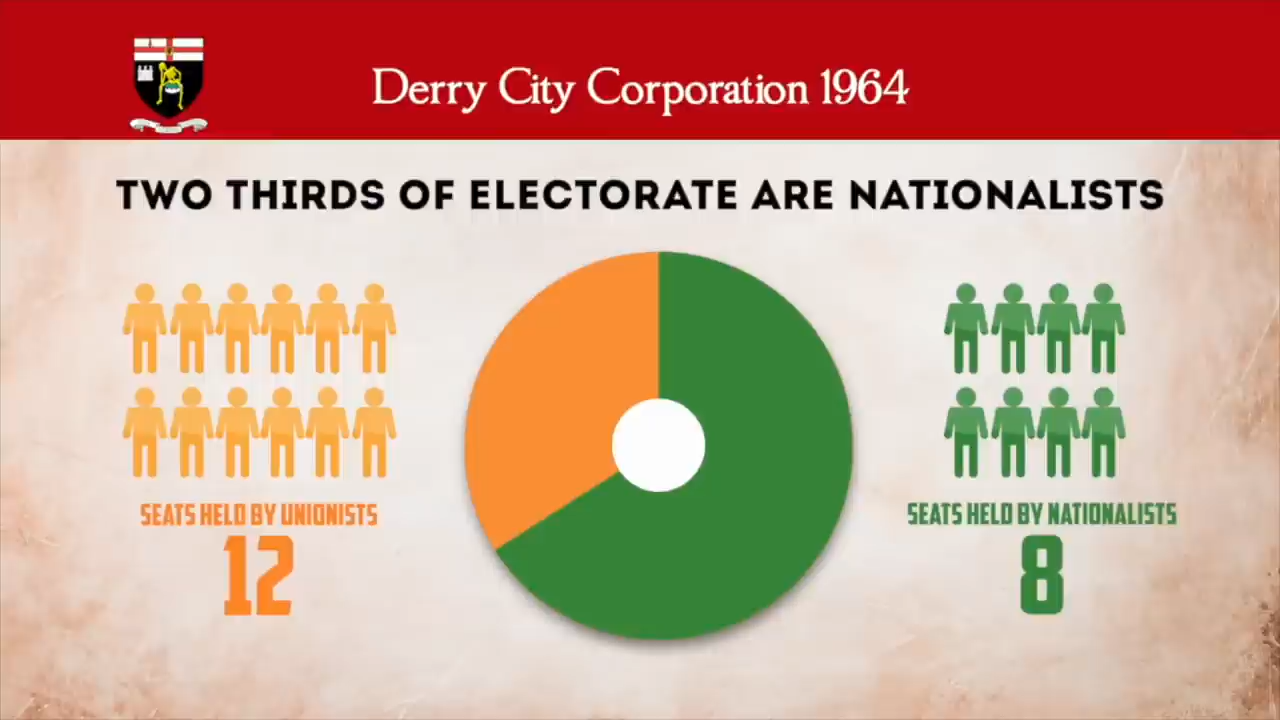 Derry City Corporation 1964
TWO THIRDS OF ELECTORATE ARE NATIONALISTS
SEATS HELD BY UNIONISTS
12
SEATS HELD BY NATIONALISTS
8